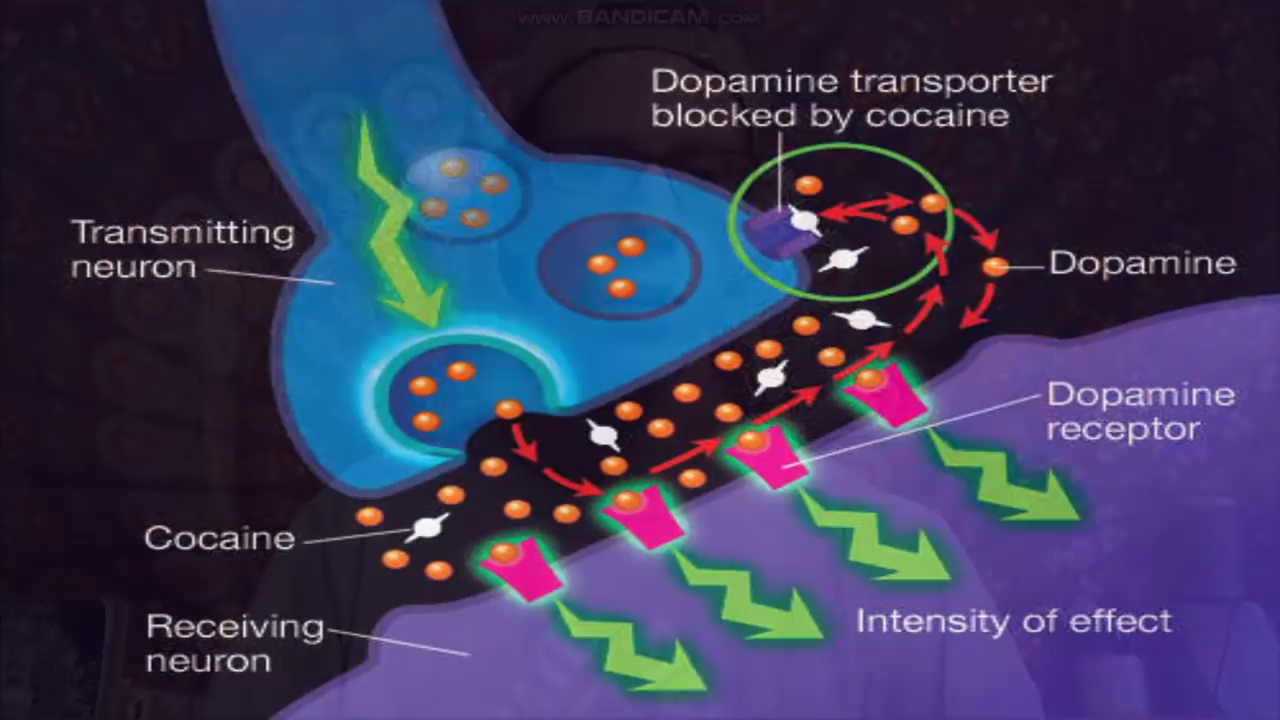 www.BANDICAM.com
Dopamine transporter
blocked by cocaine
Transmitting
neuron
Dopamine
Dopamine
receptor
Cocaine
Receiving
neuron
Intensity of effect